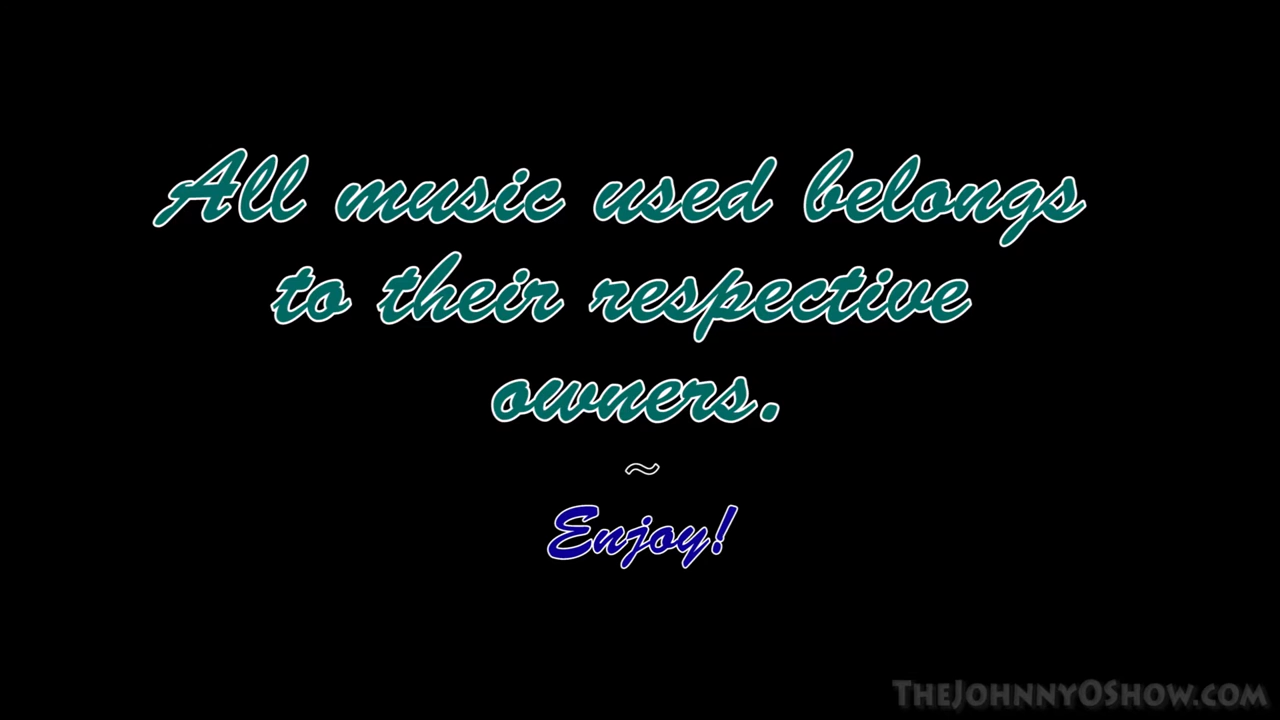 All music used belongs
to their respective
owners.
~
Enjoy!
TheJohnnyOShow.com